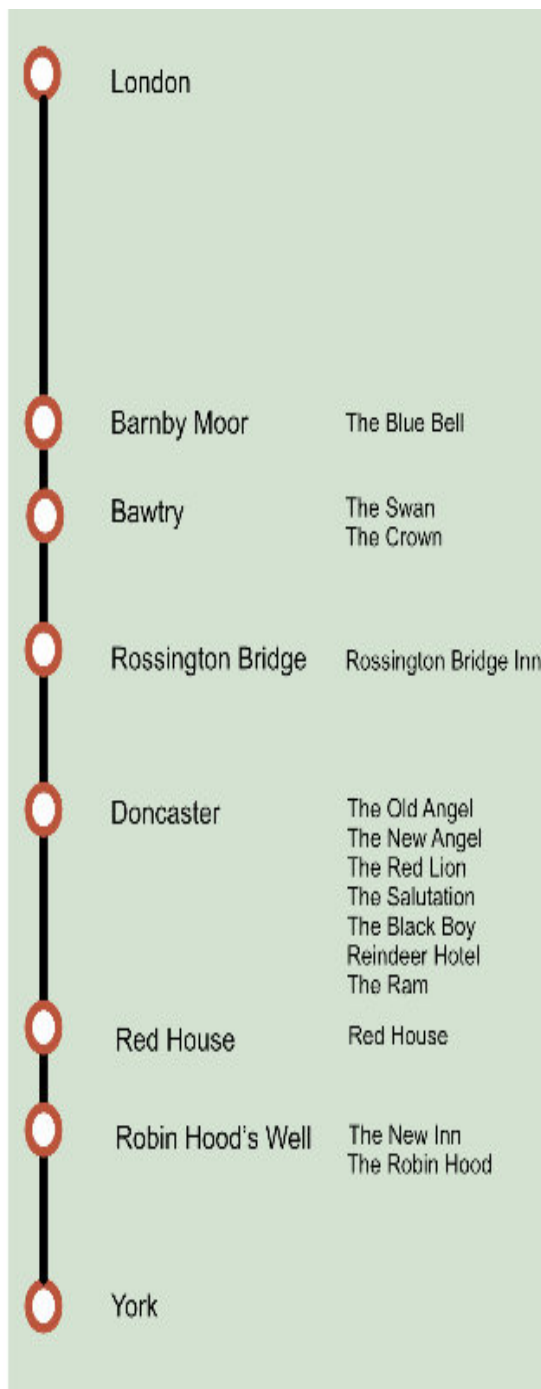 London
Barnby Moor The Blue Bell
Bawtry The Swan
The Crown
Rossington Bridge Rossington Bridge Inn
Doncaster The Old Angel
The New Angel
The Red Lion
The Salutation
The Black Boy
Reindeer Hotel
The Ram
Red House Red House
Robin Hood's Well The New Inn
The Robin Hood
York